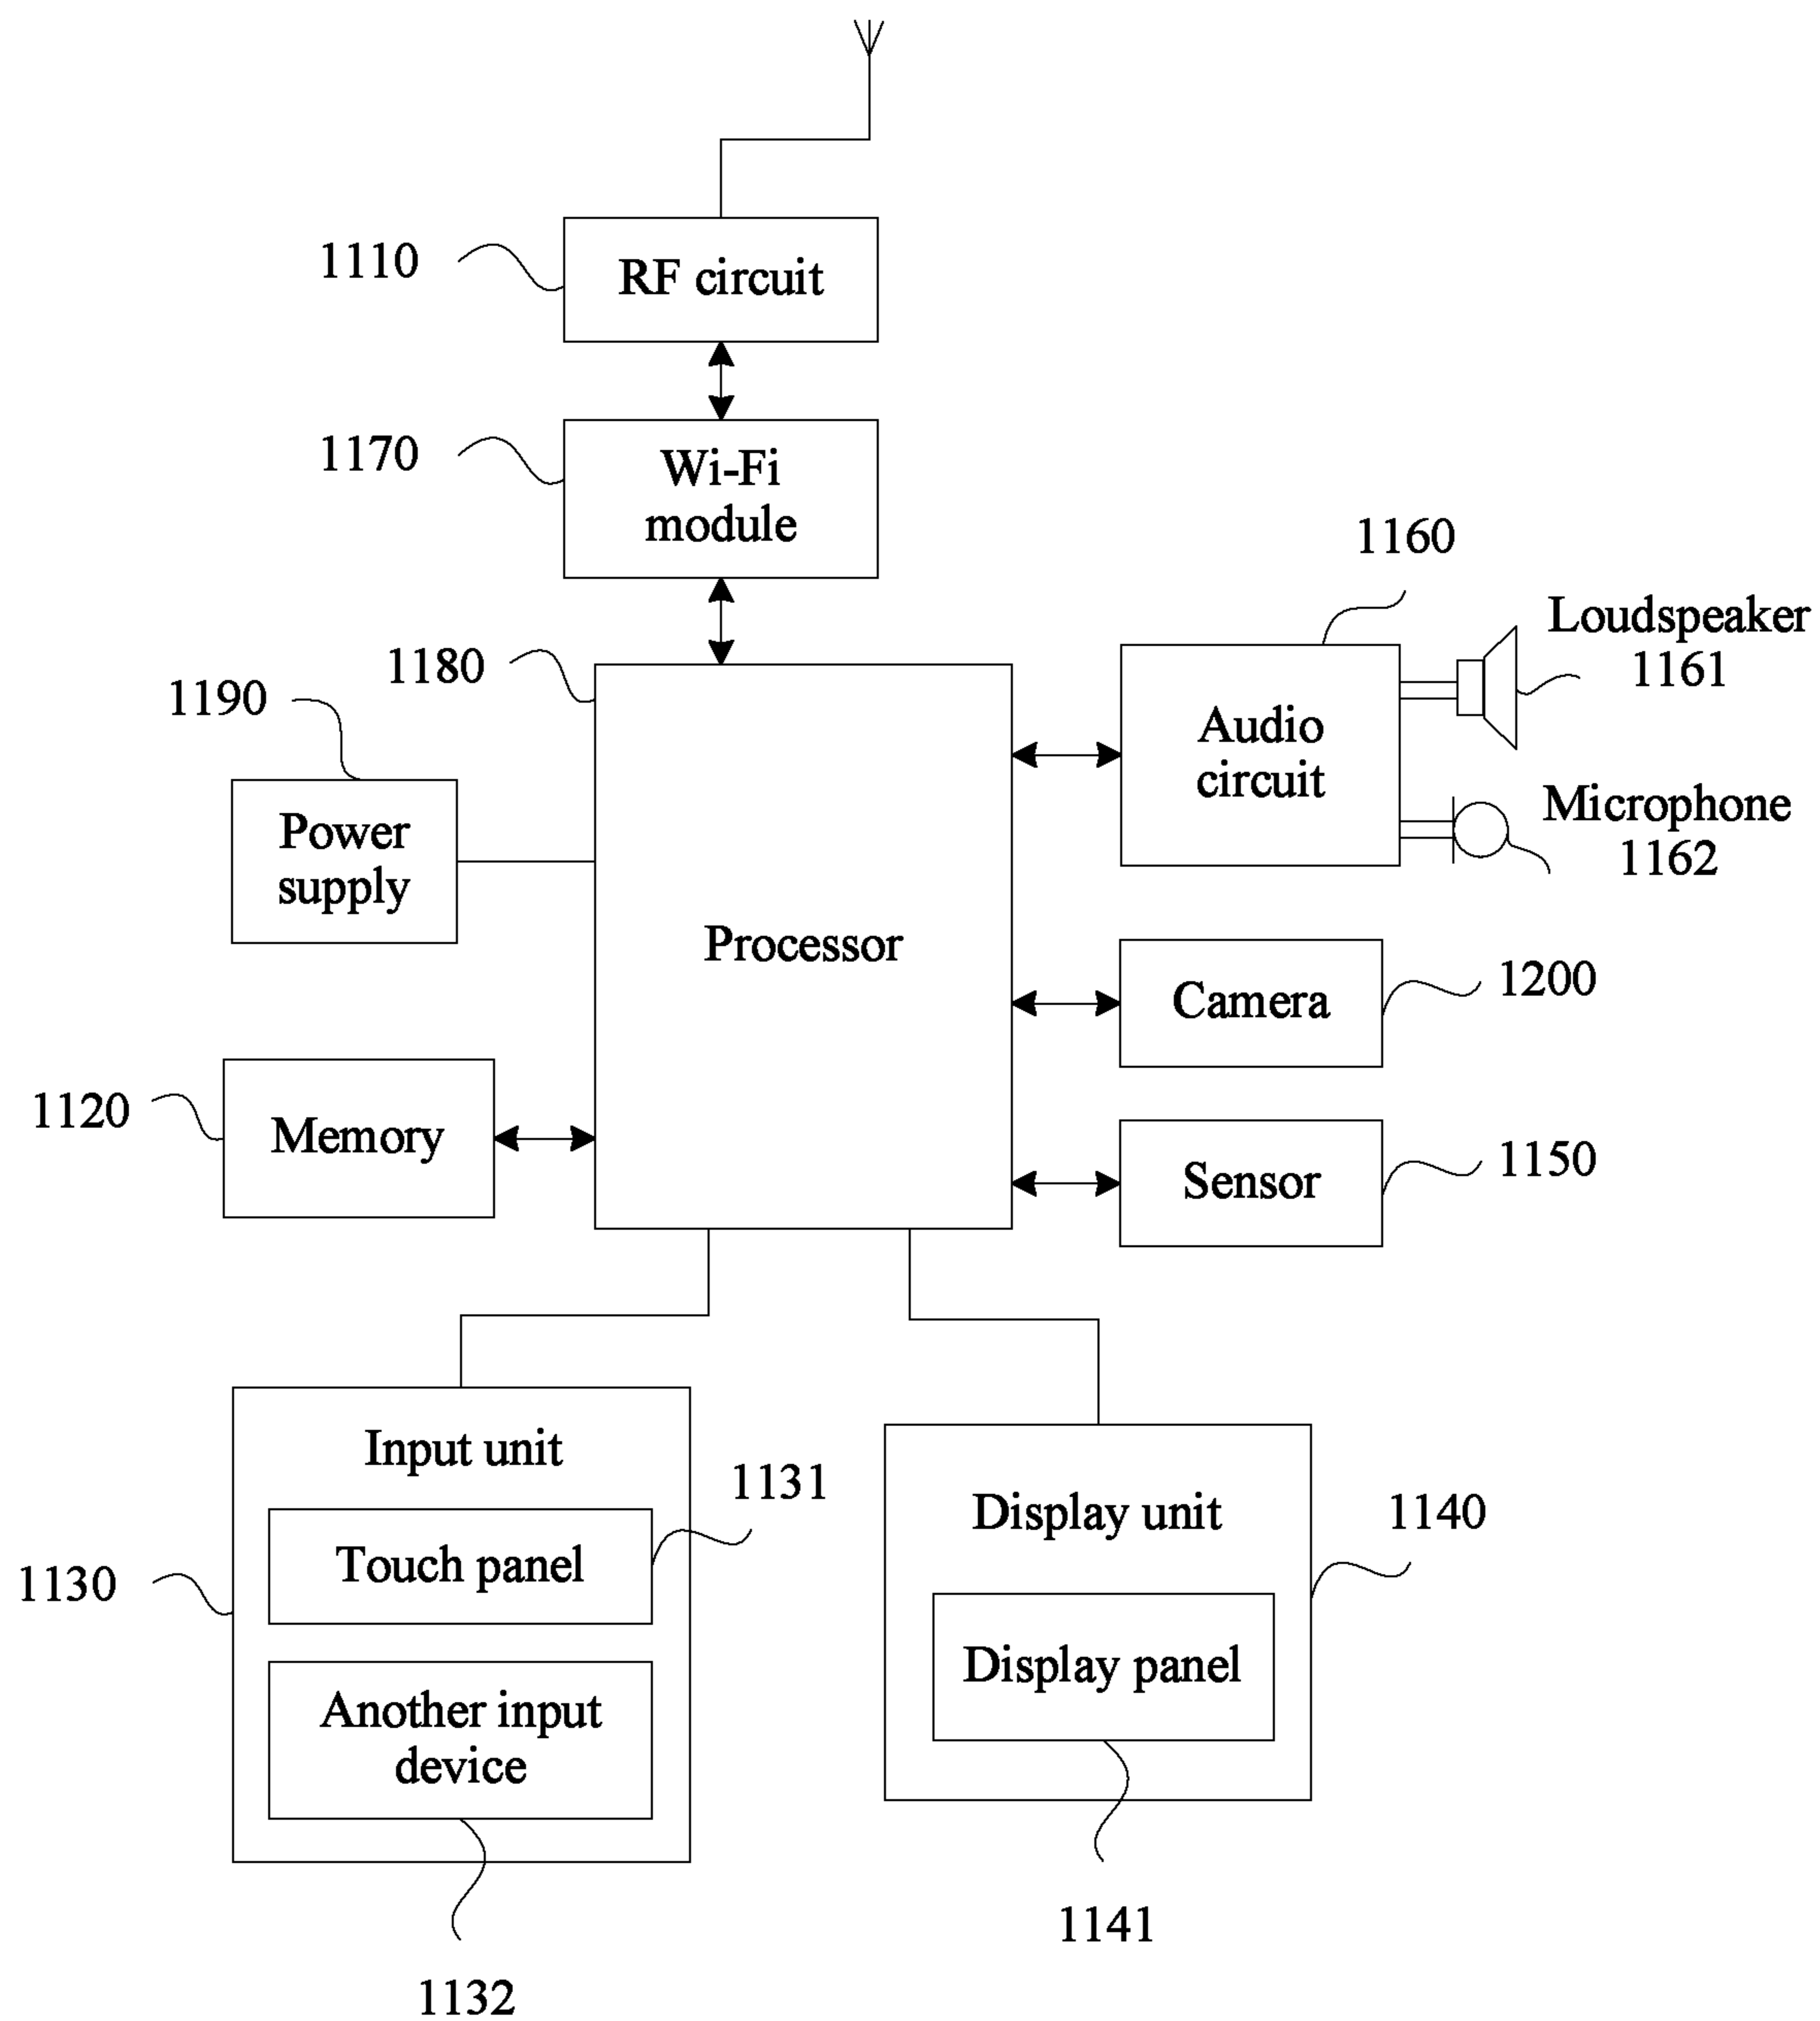 1110
RF circuit
1170
Wi-Fi
module
1160
Loudspeaker
1161
1180
1190
Audio
circuit
Microphone
1162
Power
supply
Processor
1200
Camera
1120
Memory
1150
Sensor
Input unit
1131
Touch panel
1130
Another input
device
1132
Display unit
1140
Display panel
1141